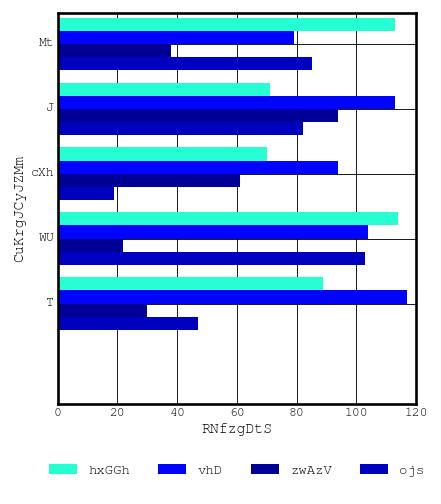 CuKrgJCyJZMm
Mt
J
cXh
WU
T
0 20 40 60 80 100 120
RNfzgDtS
hxGGh vhD zwAzV ojs